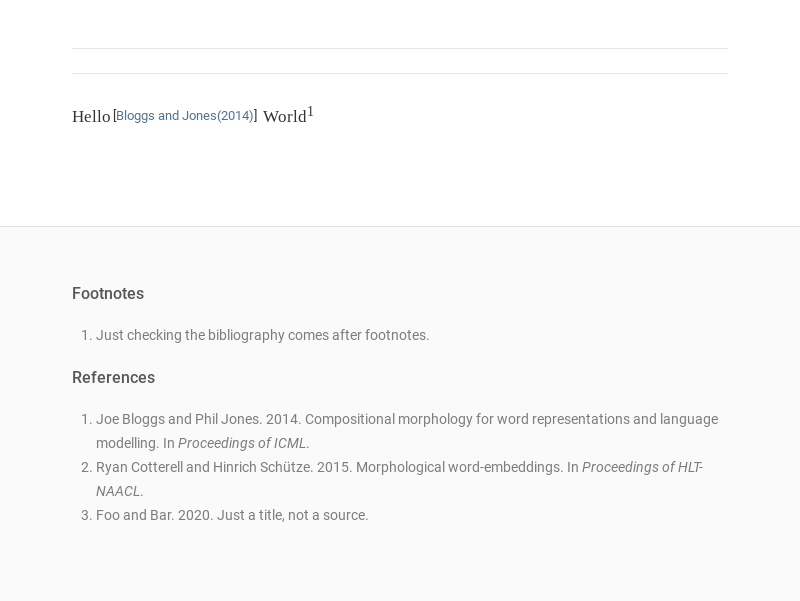 Hello [Bloggs and Jones(2014)] World1
Footnotes
1. Just checking the bibliography comes after footnotes.
References
1. Joe Bloggs and Phil Jones. 2014. Compositional morphology for word representations and language
modelling. In Proceedings of ICML.
2. Ryan Cotterell and Hinrich Schütze. 2015. Morphological word-embeddings. In Proceedings of HLT-
NAACL.
3. Foo and Bar. 2020. Just a title, not a source.